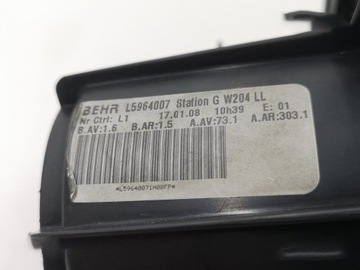 BEHR L5964007 Station G W204 LL
Nr Ctrl: L1 17.01.08 10h39 E: 01
B.AV:1.6 B.AR:1.5 A.AV:73.1 A.AR:303.1
*L59640071H08FP*